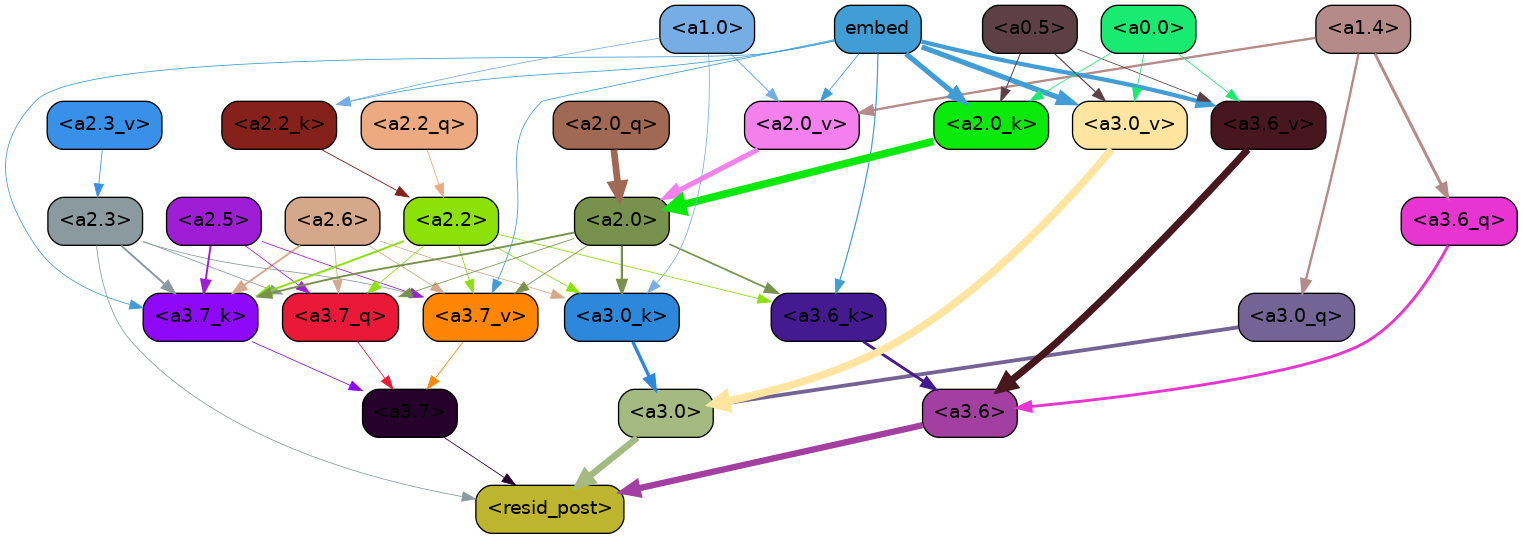 <a1.0> embed <a0.5> <a0.0> <a1.4>
<a2.3_v> <a2.2_k> <a2.2_q> <a2.0_q> <a2.0_v> <a2.0_k> <a3.0_v> <a3.6_v>
<a2.3> <a2.5> <a2.6> <a2.2> <a2.0> <a3.6_q>
<a3.7_k> <a3.7_q> <a3.7_v> <a3.0_k> <a3.6_k> <a3.0_q>
<a3.7> <a3.0> <a3.6>
<resid_post>